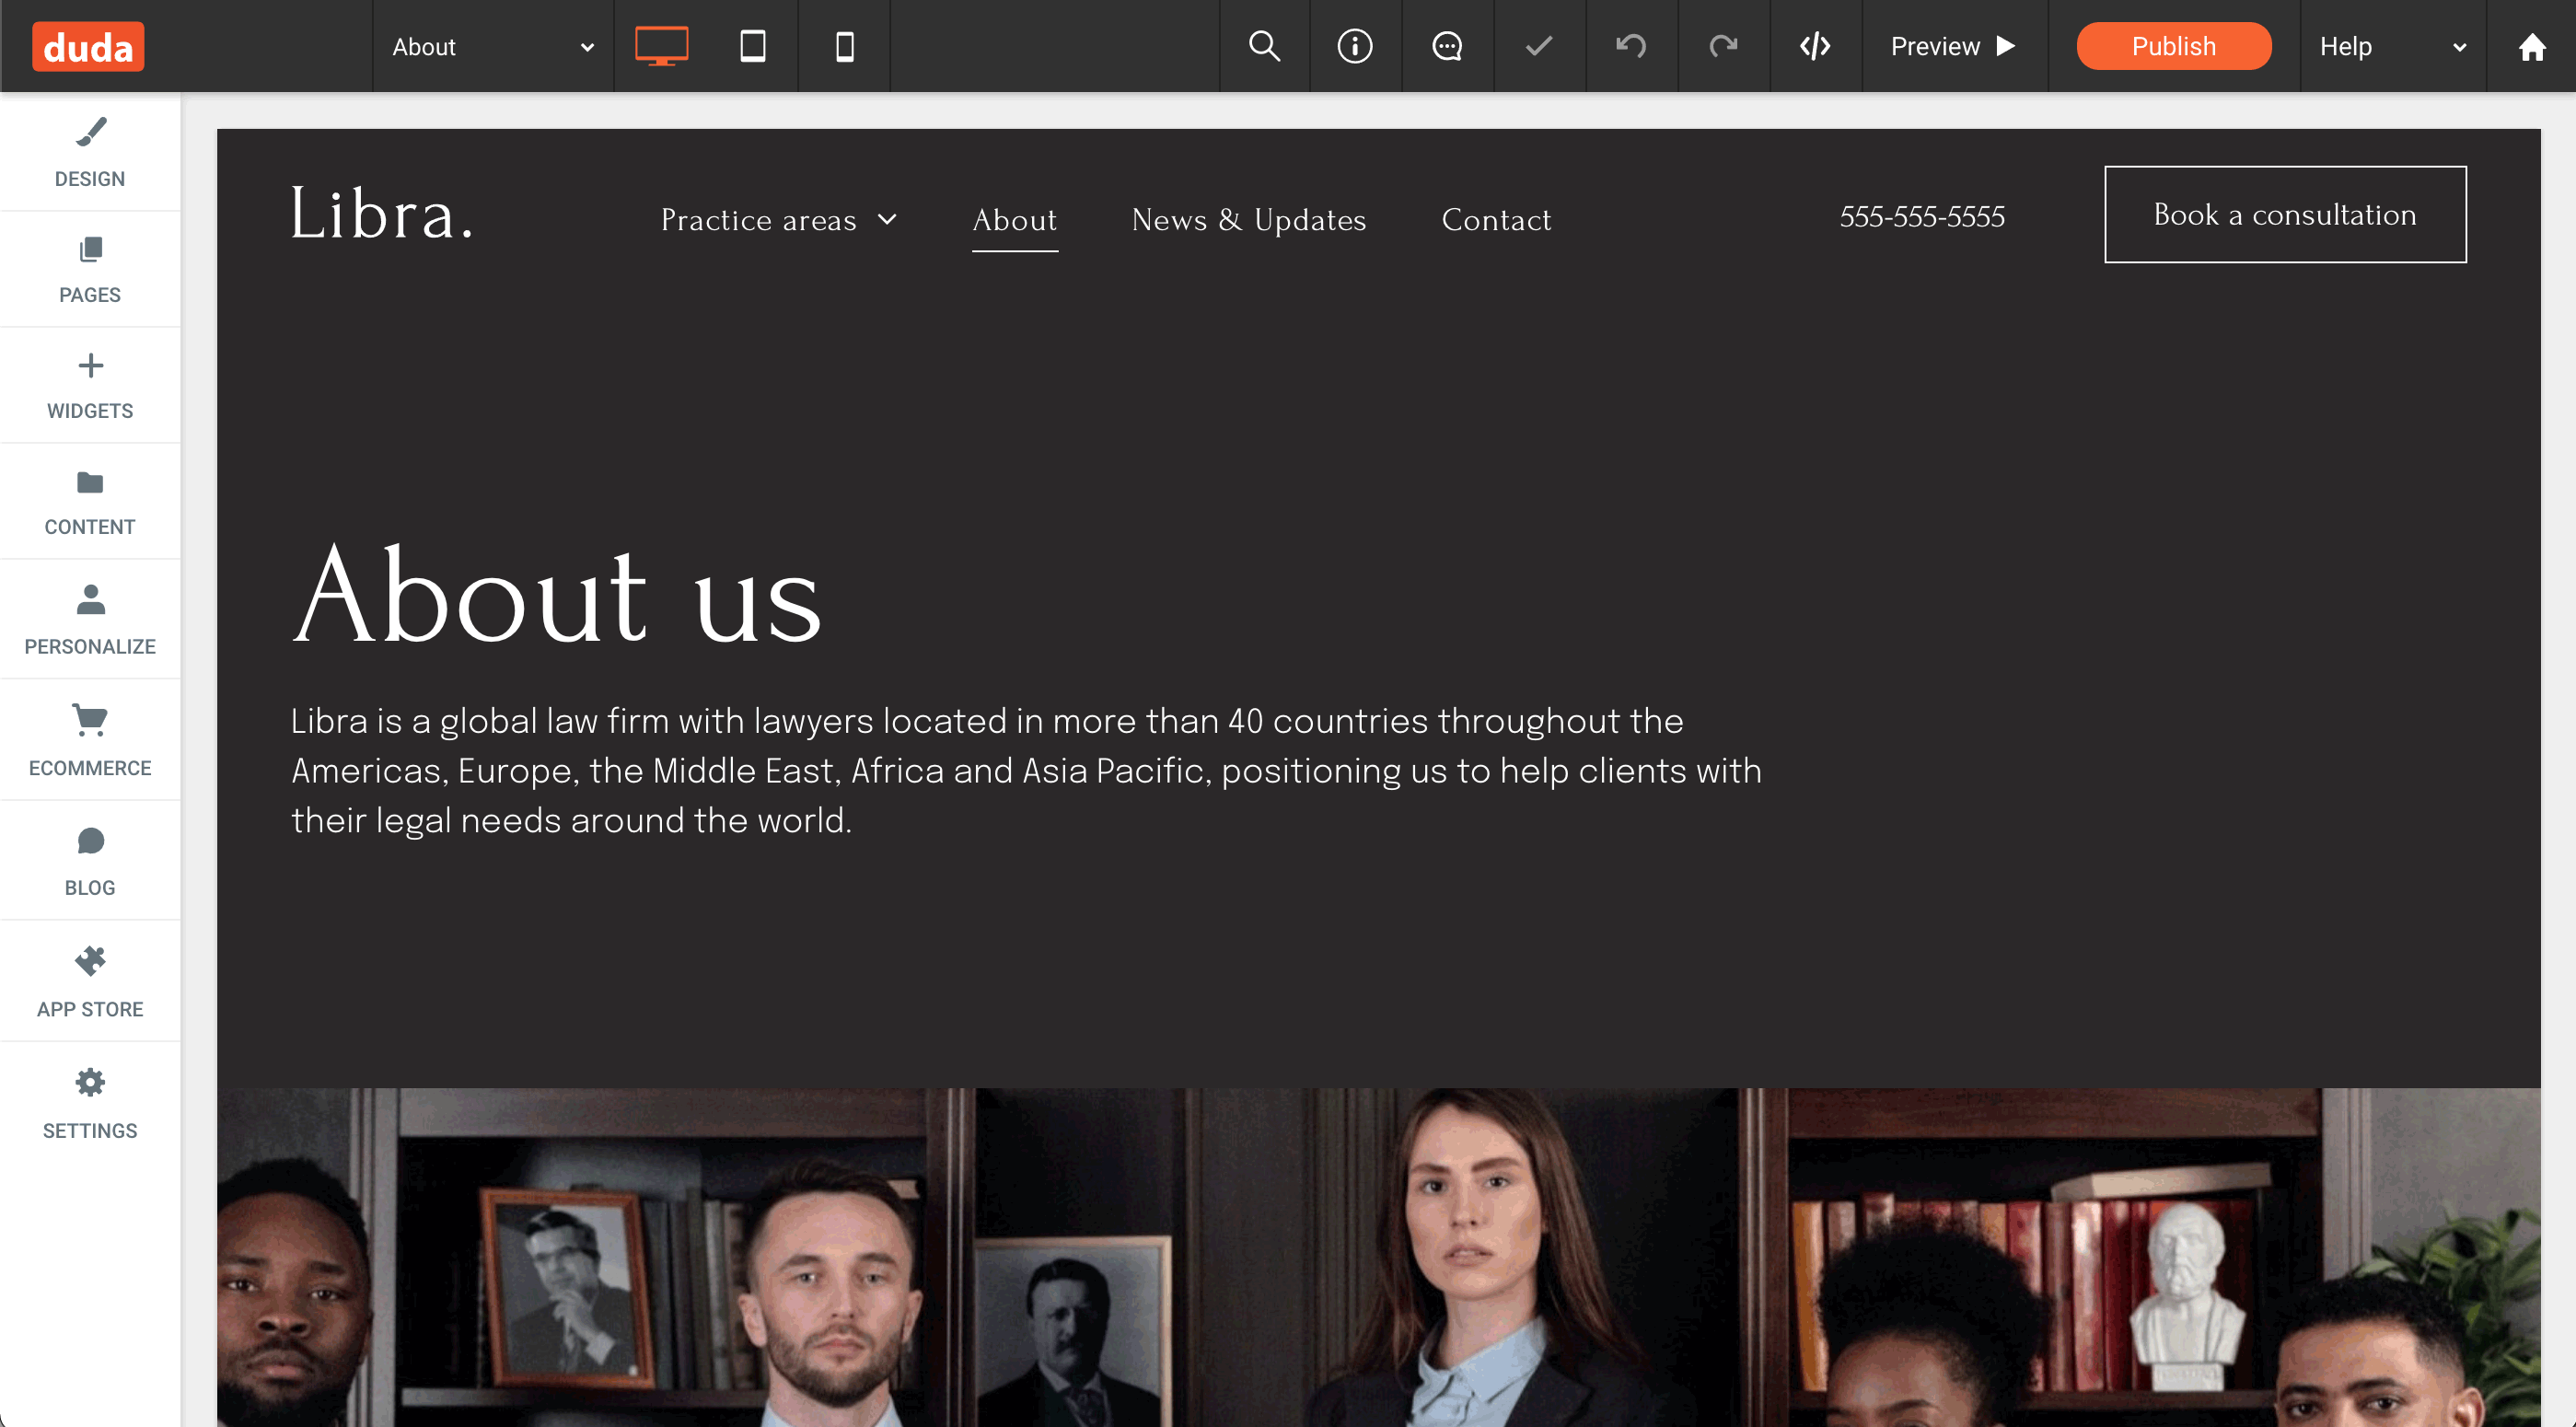 duda
About
Preview
Publish
Help
DESIGN
PAGES
WIDGETS
CONTENT
PERSONALIZE
ECOMMERCE
BLOG
APP STORE
SETTINGS
Libra.
Practice areas
About
News & Updates
Contact
555-555-5555
Book a consultation
About us
Libra is a global law firm with lawyers located in more than 40 countries throughout the
Americas, Europe, the Middle East, Africa and Asia Pacific, positioning us to help clients with
their legal needs around the world.